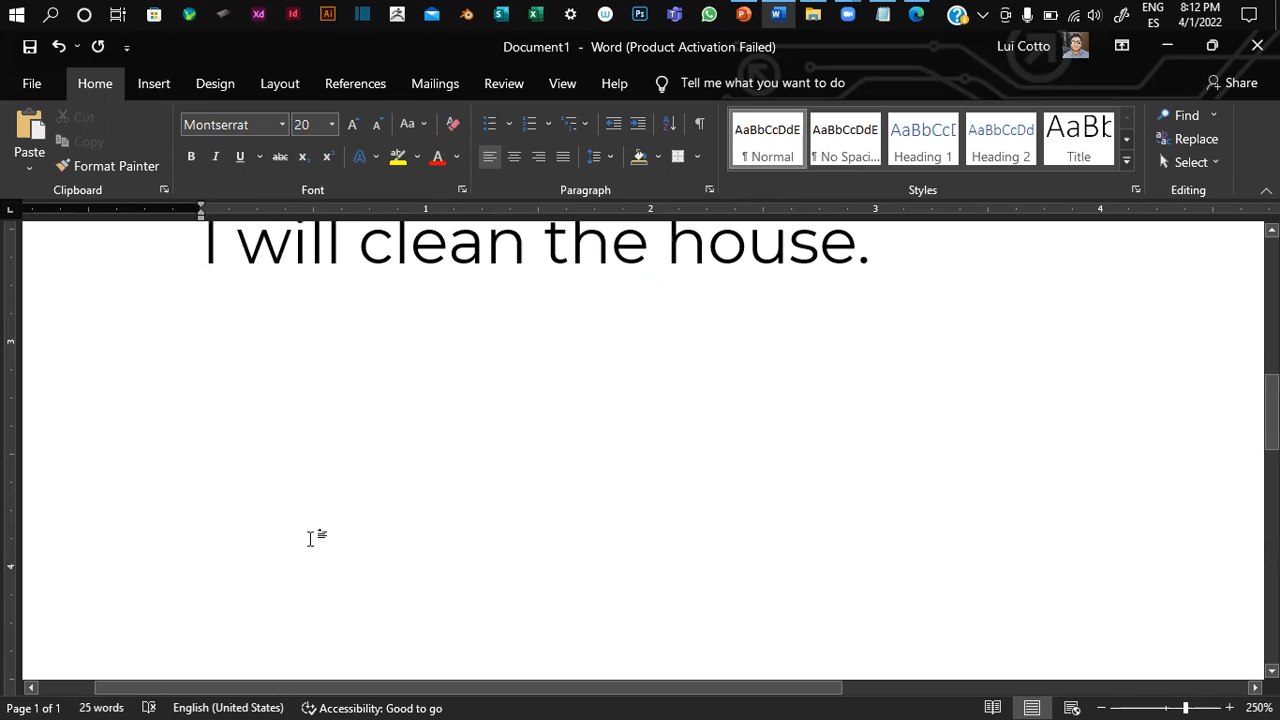 ENG
ES
8:12 PM
4/1/2022
Document1 - Word (Product Activation Failed)
Lui Cotto
File Home Insert Design Layout References Mailings Review View Help Tell me what you want to do Share
Paste
Cut
Copy
Format Painter
Clipboard
Montserrat 20
Font
Paragraph
AaBbCcDdE AaBbCcDdE AaBbC AaBbCcDd AaBb
¶ Normal ¶ No Spaci... Heading 1 Heading 2 Title
Styles
Find
Replace
Select
Editing
1 2 3 4
I will clean the house.
3
4
Page 1 of 1 25 words English (United States) Accessibility: Good to go 250%